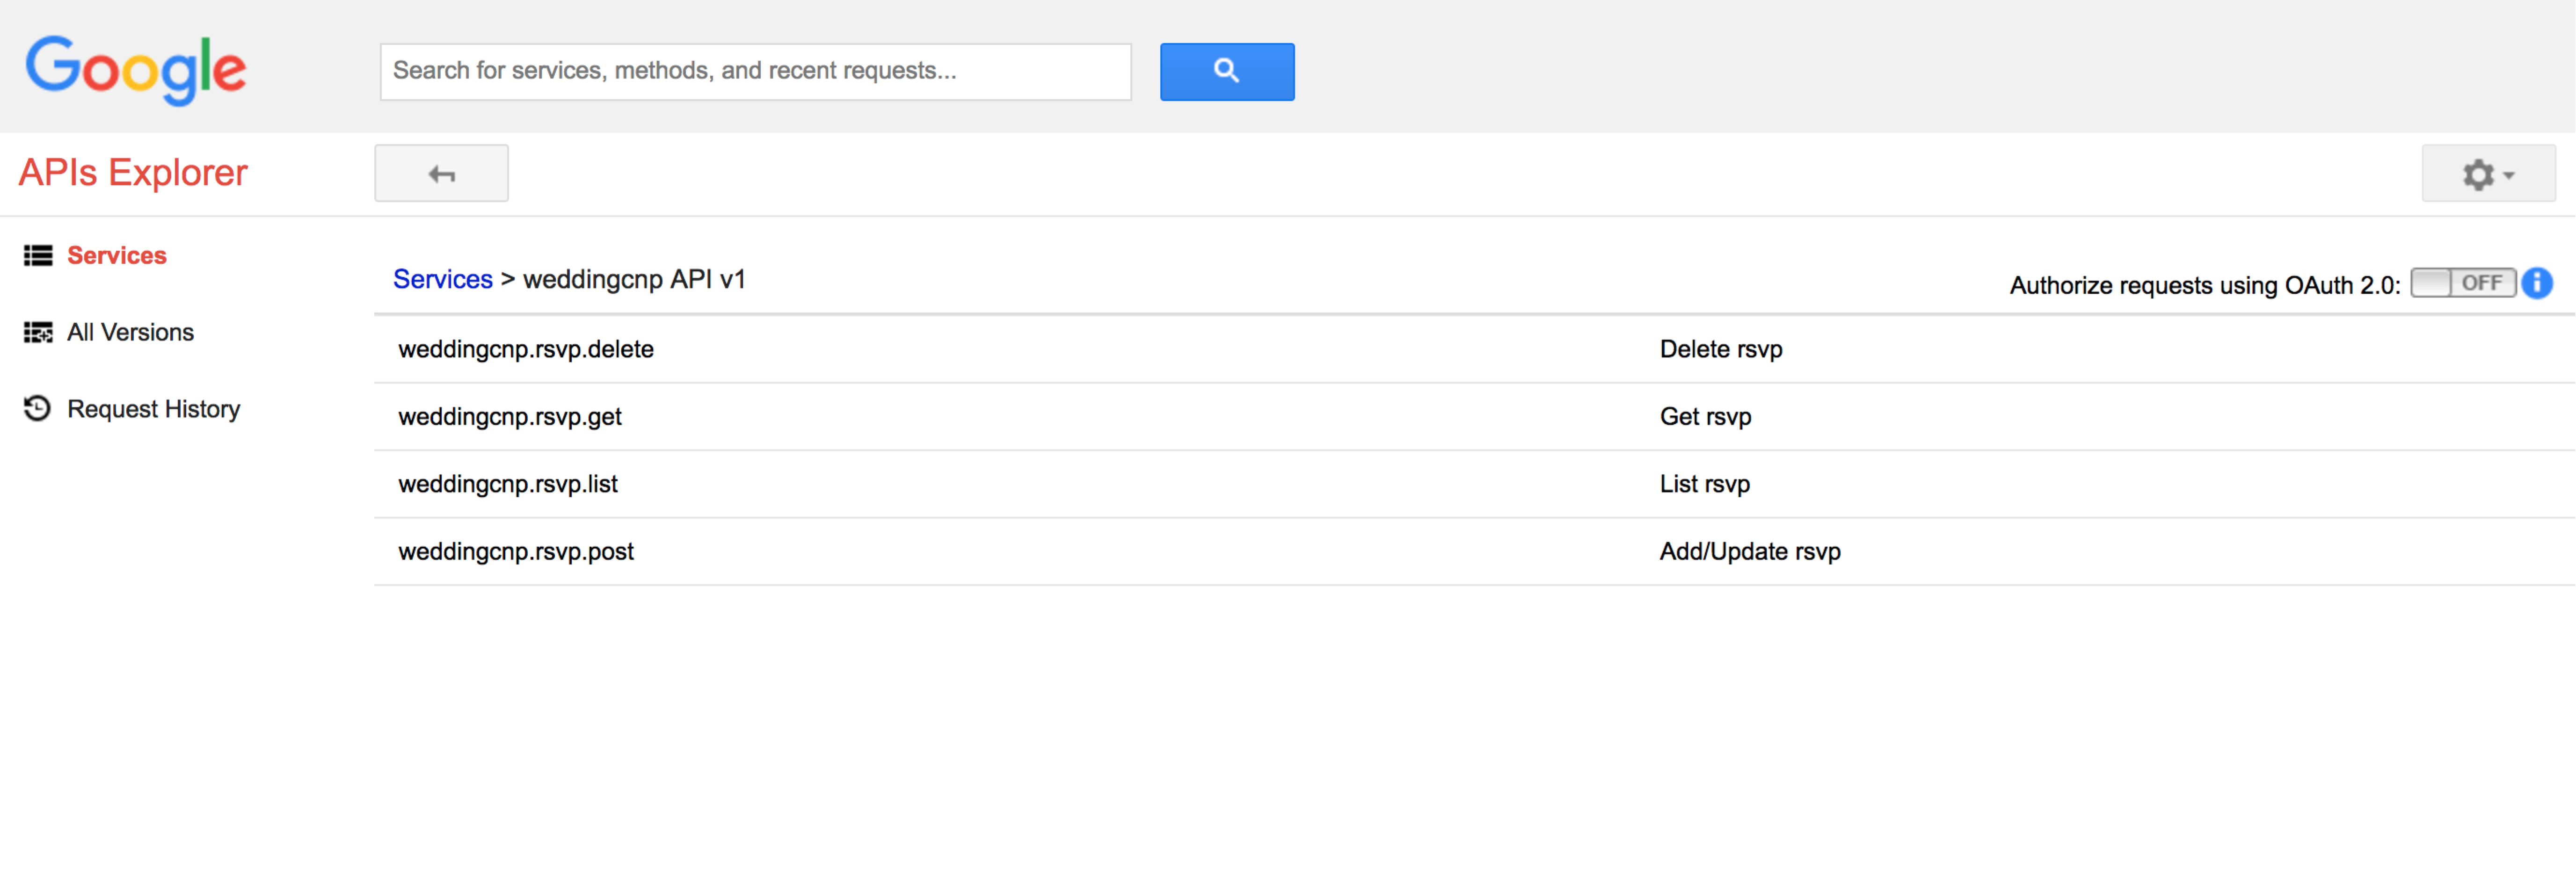 Google
Search for services, methods, and recent requests...
APIs Explorer
Services
All Versions
Request History
Services > weddingcnp API v1
Authorize requests using OAuth 2.0: OFF
weddingcnp.rsvp.delete Delete rsvp
weddingcnp.rsvp.get Get rsvp
weddingcnp.rsvp.list List rsvp
weddingcnp.rsvp.post Add/Update rsvp